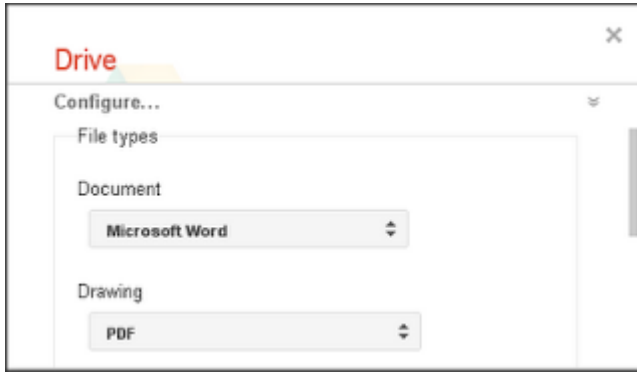 Drive
Configure...
File types
Document
Microsoft Word
Drawing
PDF